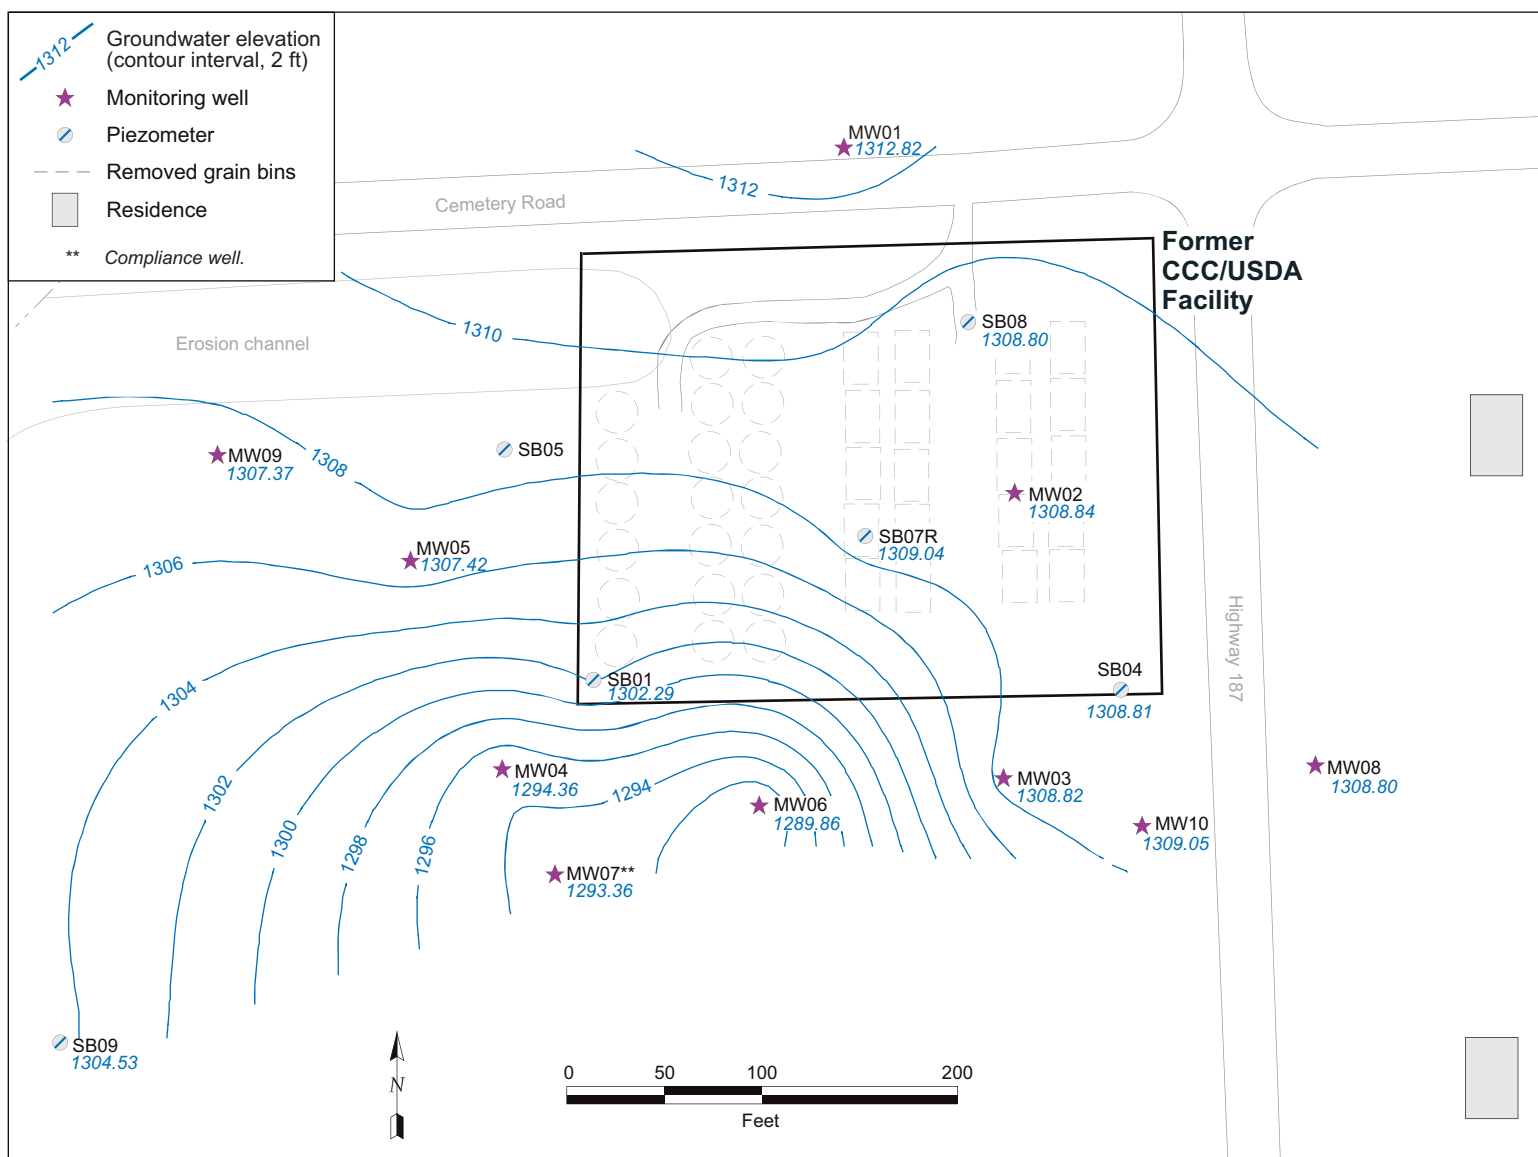 1312
Groundwater elevation
(contour interval, 2 ft)
Monitoring well
Piezometer
Removed grain bins
Residence
** Compliance well.
MW01
1312.82
1312
Cemetery Road
Former
CCC/USDA
Facility
1310
SB08
1308.80
Erosion channel
SB05
MW09
1307.37
1308
MW02
1308.84
SB07R
1309.04
MW05
1307.42
1306
Highway 187
SB04
1308.81
SB01
1302.29
1304
MW04
1294.36
1294
MW06
1289.86
MW03
1308.82
MW08
1308.80
MW10
1309.05
1302
1300
1298
1296
MW07**
1293.36
SB09
1304.53
N
0 50 100 200
Feet